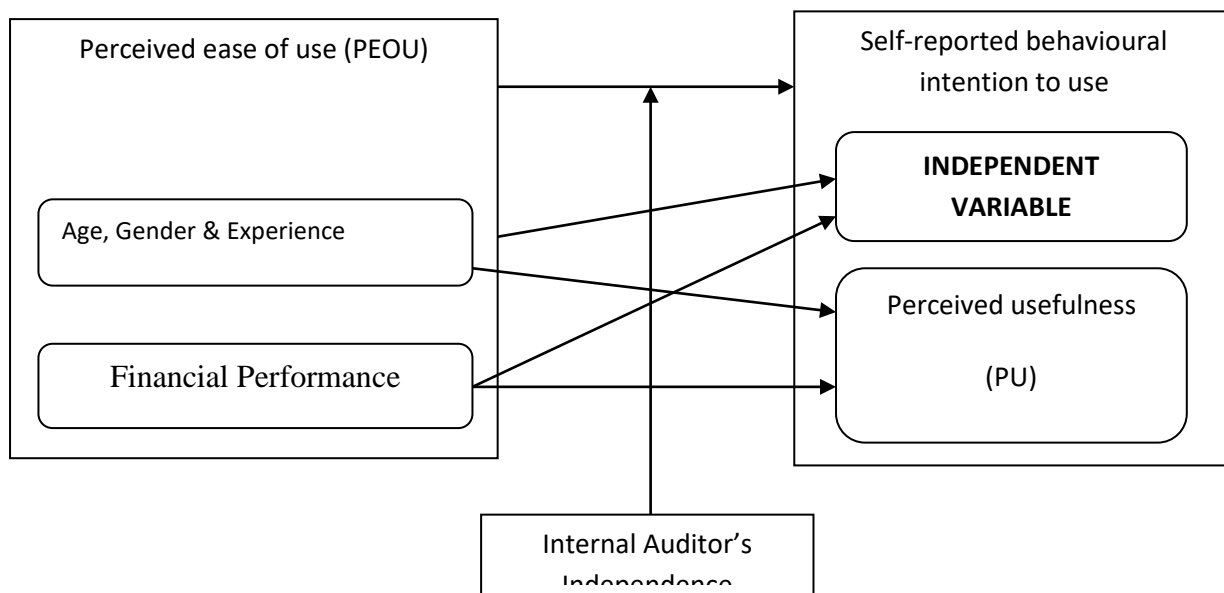 Perceived ease of use (PEOU)
Age, Gender & Experience
Financial Performance
Self-reported behavioural
intention to use
INDEPENDENT
VARIABLE
Perceived usefulness
(PU)
Internal Auditor’s
Independence